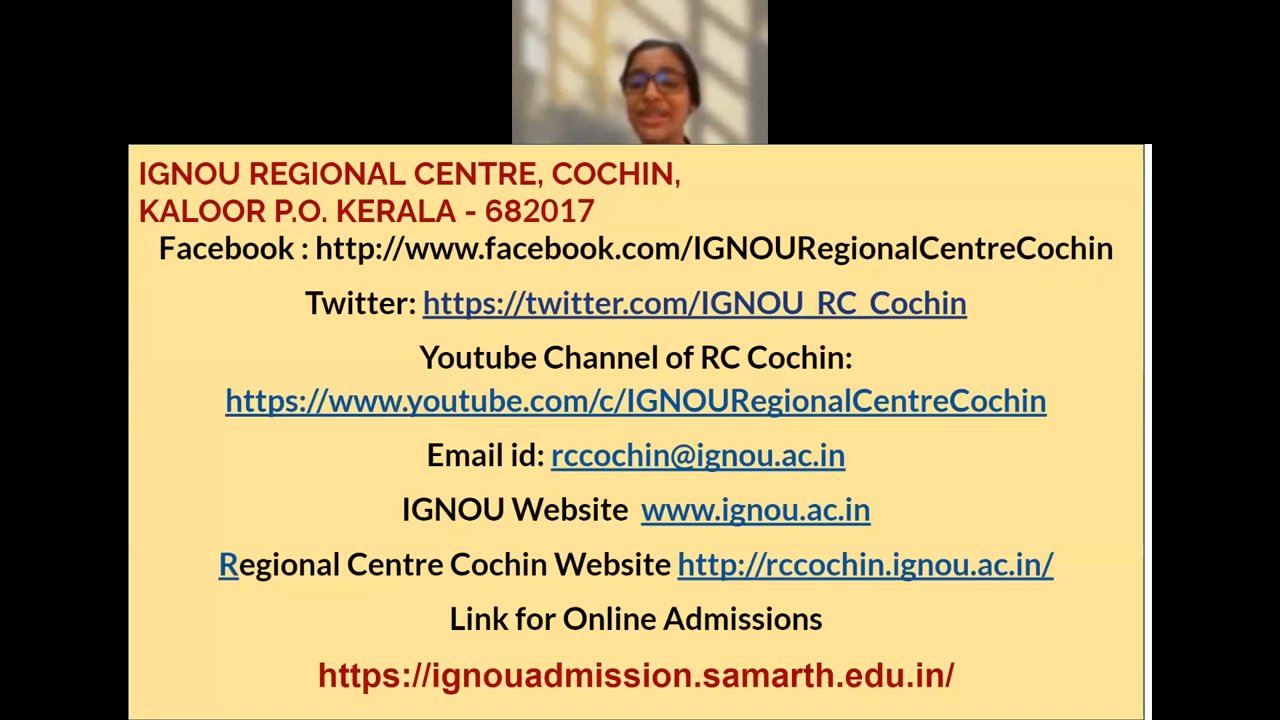 IGNOU REGIONAL CENTRE, COCHIN,
KALOOR P.O. KERALA - 682017
Facebook : http://www.facebook.com/IGNOURegionalCentreCochin
Twitter: https://twitter.com/IGNOU_RC_Cochin
Youtube Channel of RC Cochin:
https://www.youtube.com/c/IGNOURegionalCentreCochin
Email id: rccochin@ignou.ac.in
IGNOU Website www.ignou.ac.in
Regional Centre Cochin Website http://rccochin.ignou.ac.in/
Link for Online Admissions
https://ignouadmission.samarth.edu.in/